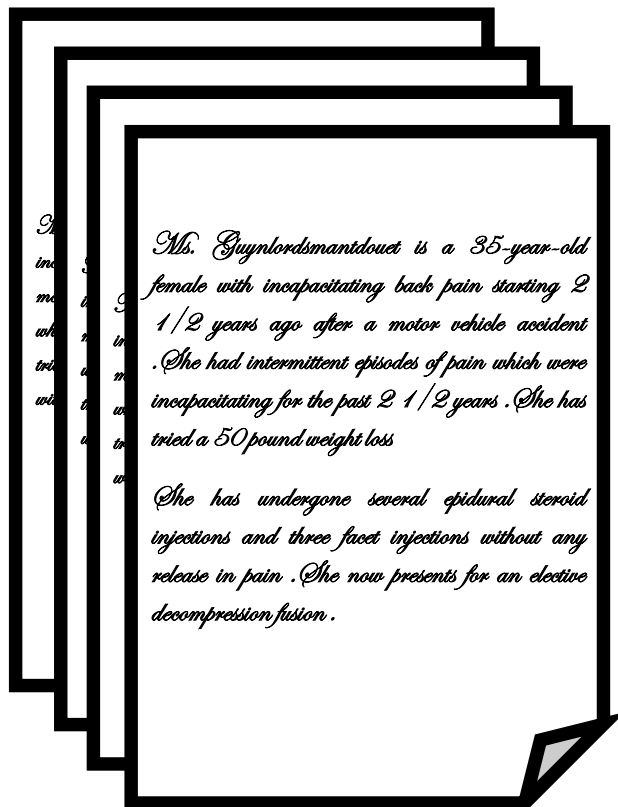 Ms. Guynlordsmantdouet is a 35-year-old
female with incapacitating back pain starting 2
1/2 years ago after a motor vehicle accident
.She had intermittent episodes of pain which were
incapacitating for the past 2 1/2 years .She has
tried a 50 pound weight loss
She has undergone several epidural steroid
injections and three facet injections without any
release in pain .She now presents for an elective
decompression fusion .